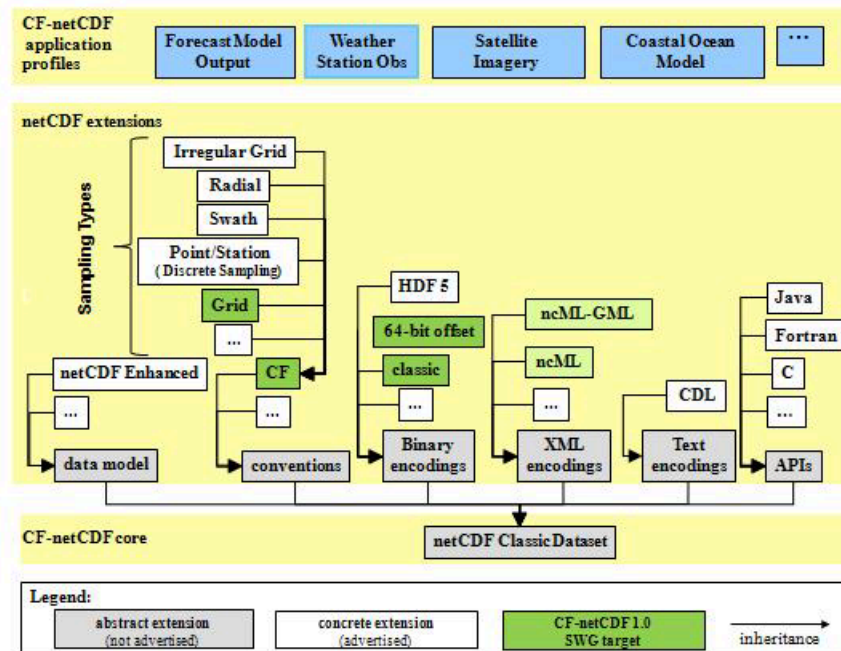 CF-netCDF
application
profiles
Forecast Model
Output
Weather
Station Obs
Satellite
Imagery
Coastal Ocean
Model
...
netCDF extensions
Sampling Types
Irregular Grid
Radial
Swath
Point/Station
( Discrete Sampling)
Grid
...
netCDF Enhanced
...
data model
CF
...
conventions
HDF 5
64-bit offset
classic
...
Binary
encodings
ncML-GML
ncML
...
XML
encodings
CDL
Text
encodings
Java
Fortran
C
...
APIs
CF-netCDF core
netCDF Classic Dataset
Legend:
abstract extension
(not advertised)
concrete extension
(advertised)
CF-netCDF 1.0
SWG target
inheritance